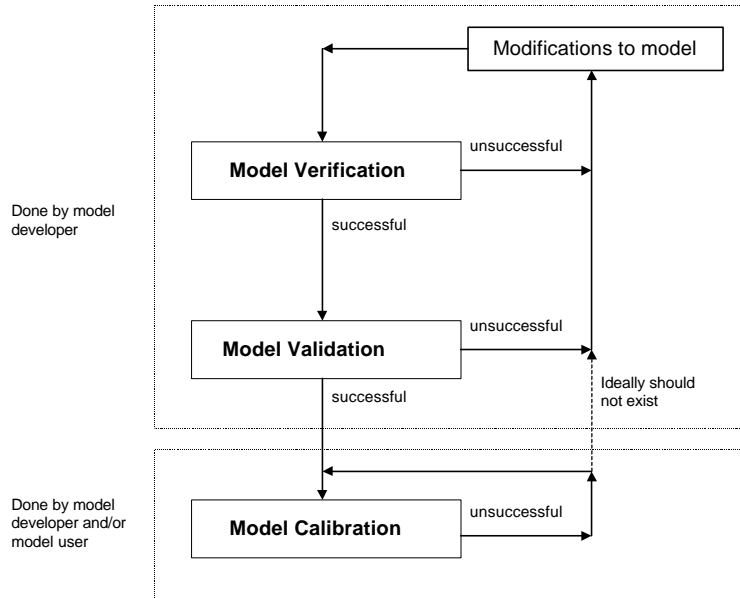 Modifications to model
unsuccessful
Model Verification
Done by model
developer
successful
unsuccessful
Model Validation
Ideally should
not exist
successful
Done by model
developer and/or
model user
unsuccessful
Model Calibration